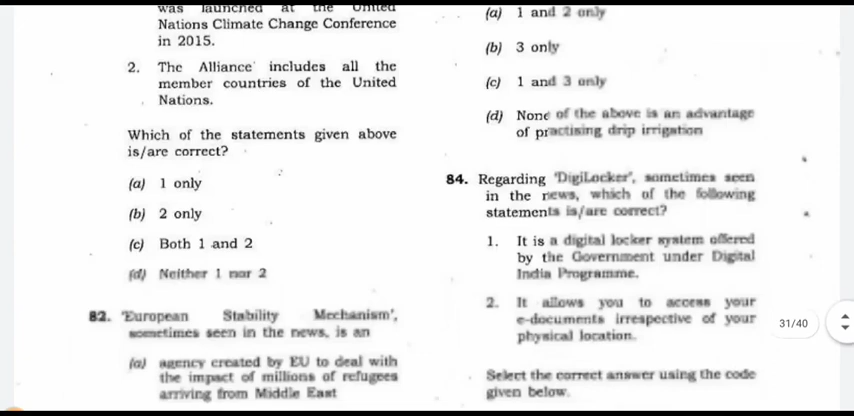 was launched at the United
Nations Climate Change Conference
in 2015.
2. The Alliance includes all the
member countries of the United
Nations.
Which of the statements given above
is/are correct?
(a) 1 only
(b) 2 only
(c) Both 1 and 2
(d) Neither 1 nor 2
82. 'European Stability Mechanism',
sometimes seen in the news, is an
(a) agency created by EU to deal with
the impact of millions of refugees
arriving from Middle East
(a) 1 and 2 only
(b) 3 only
(c) 1 and 3 only
(d) None of the above is an advantage
of practising drip irrigation
84. Regarding 'DigiLocker', sometimes seen
in the news, which of the following
statements is/are correct?
1. It is a digital locker system offered
by the Government under Digital
India Programme.
2. It allows you to access your
e-documents irrespective of your
physical location.
Select the correct answer using the code
given below.
31/40